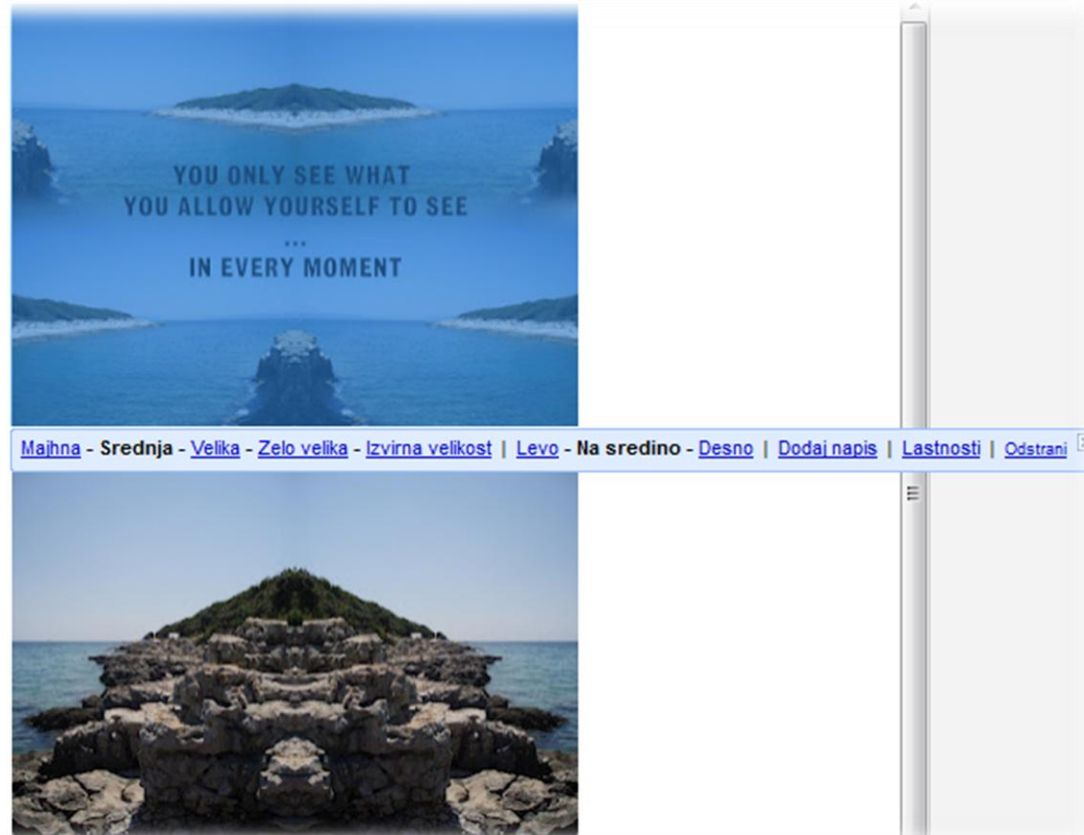 YOU ONLY SEE WHAT
YOU ALLOW YOURSELF TO SEE
...
IN EVERY MOMENT
Majhna - Srednja - Velika - Zelo velika - Izvirna velikost | Levo - Na sredino - Desno | Dodaj napis | Lastnosti | Odstrani